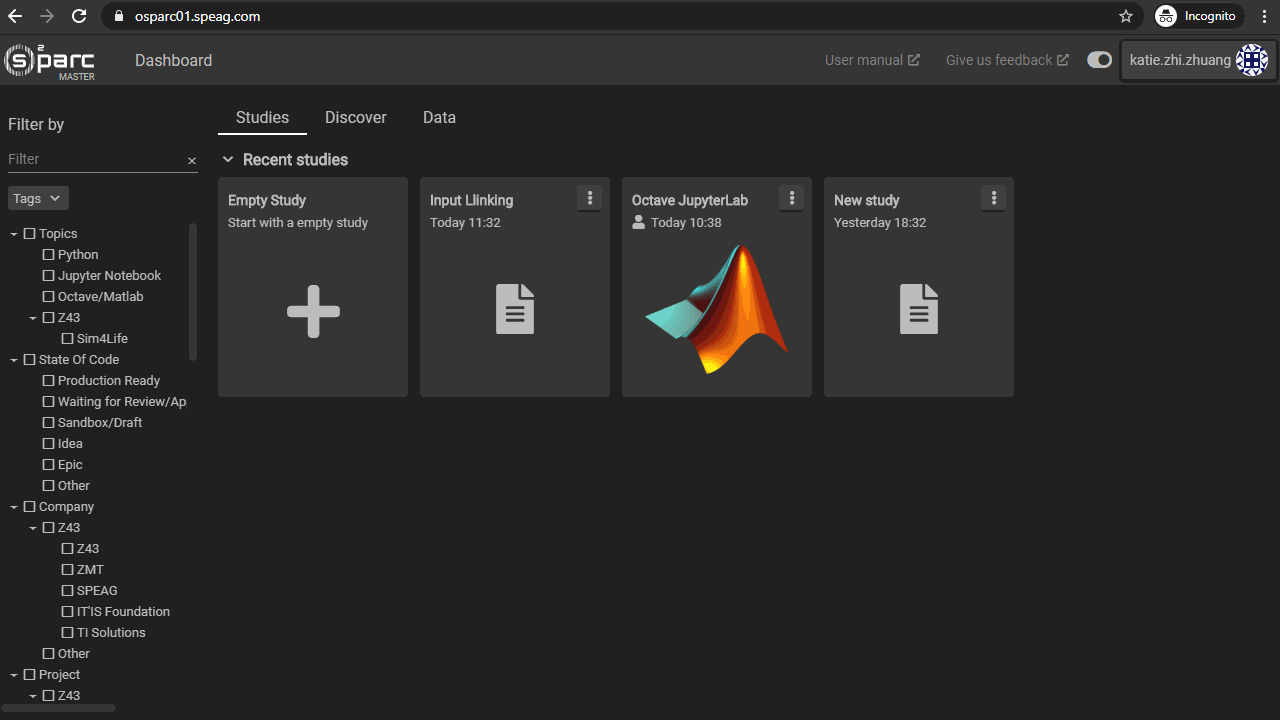 osparc01.speag.com
Incognito
(s)parc 2
MASTER
Dashboard
User manual
Give us feedback
katie.zhi.zhuang
Filter by
Filter
Tags
Topics
Python
Jupyter Notebook
Octave/Matlab
Z43
Sim4Life
State Of Code
Production Ready
Waiting for Review/Ap
Sandbox/Draft
Idea
Epic
Other
Company
Z43
Z43
ZMT
SPEAG
IT'IS Foundation
TI Solutions
Other
Project
Z43
Studies
Discover
Data
Recent studies
Empty Study
Start with a empty study
Input Llinking
Today 11:32
Octave JupyterLab
Today 10:38
New study
Yesterday 18:32